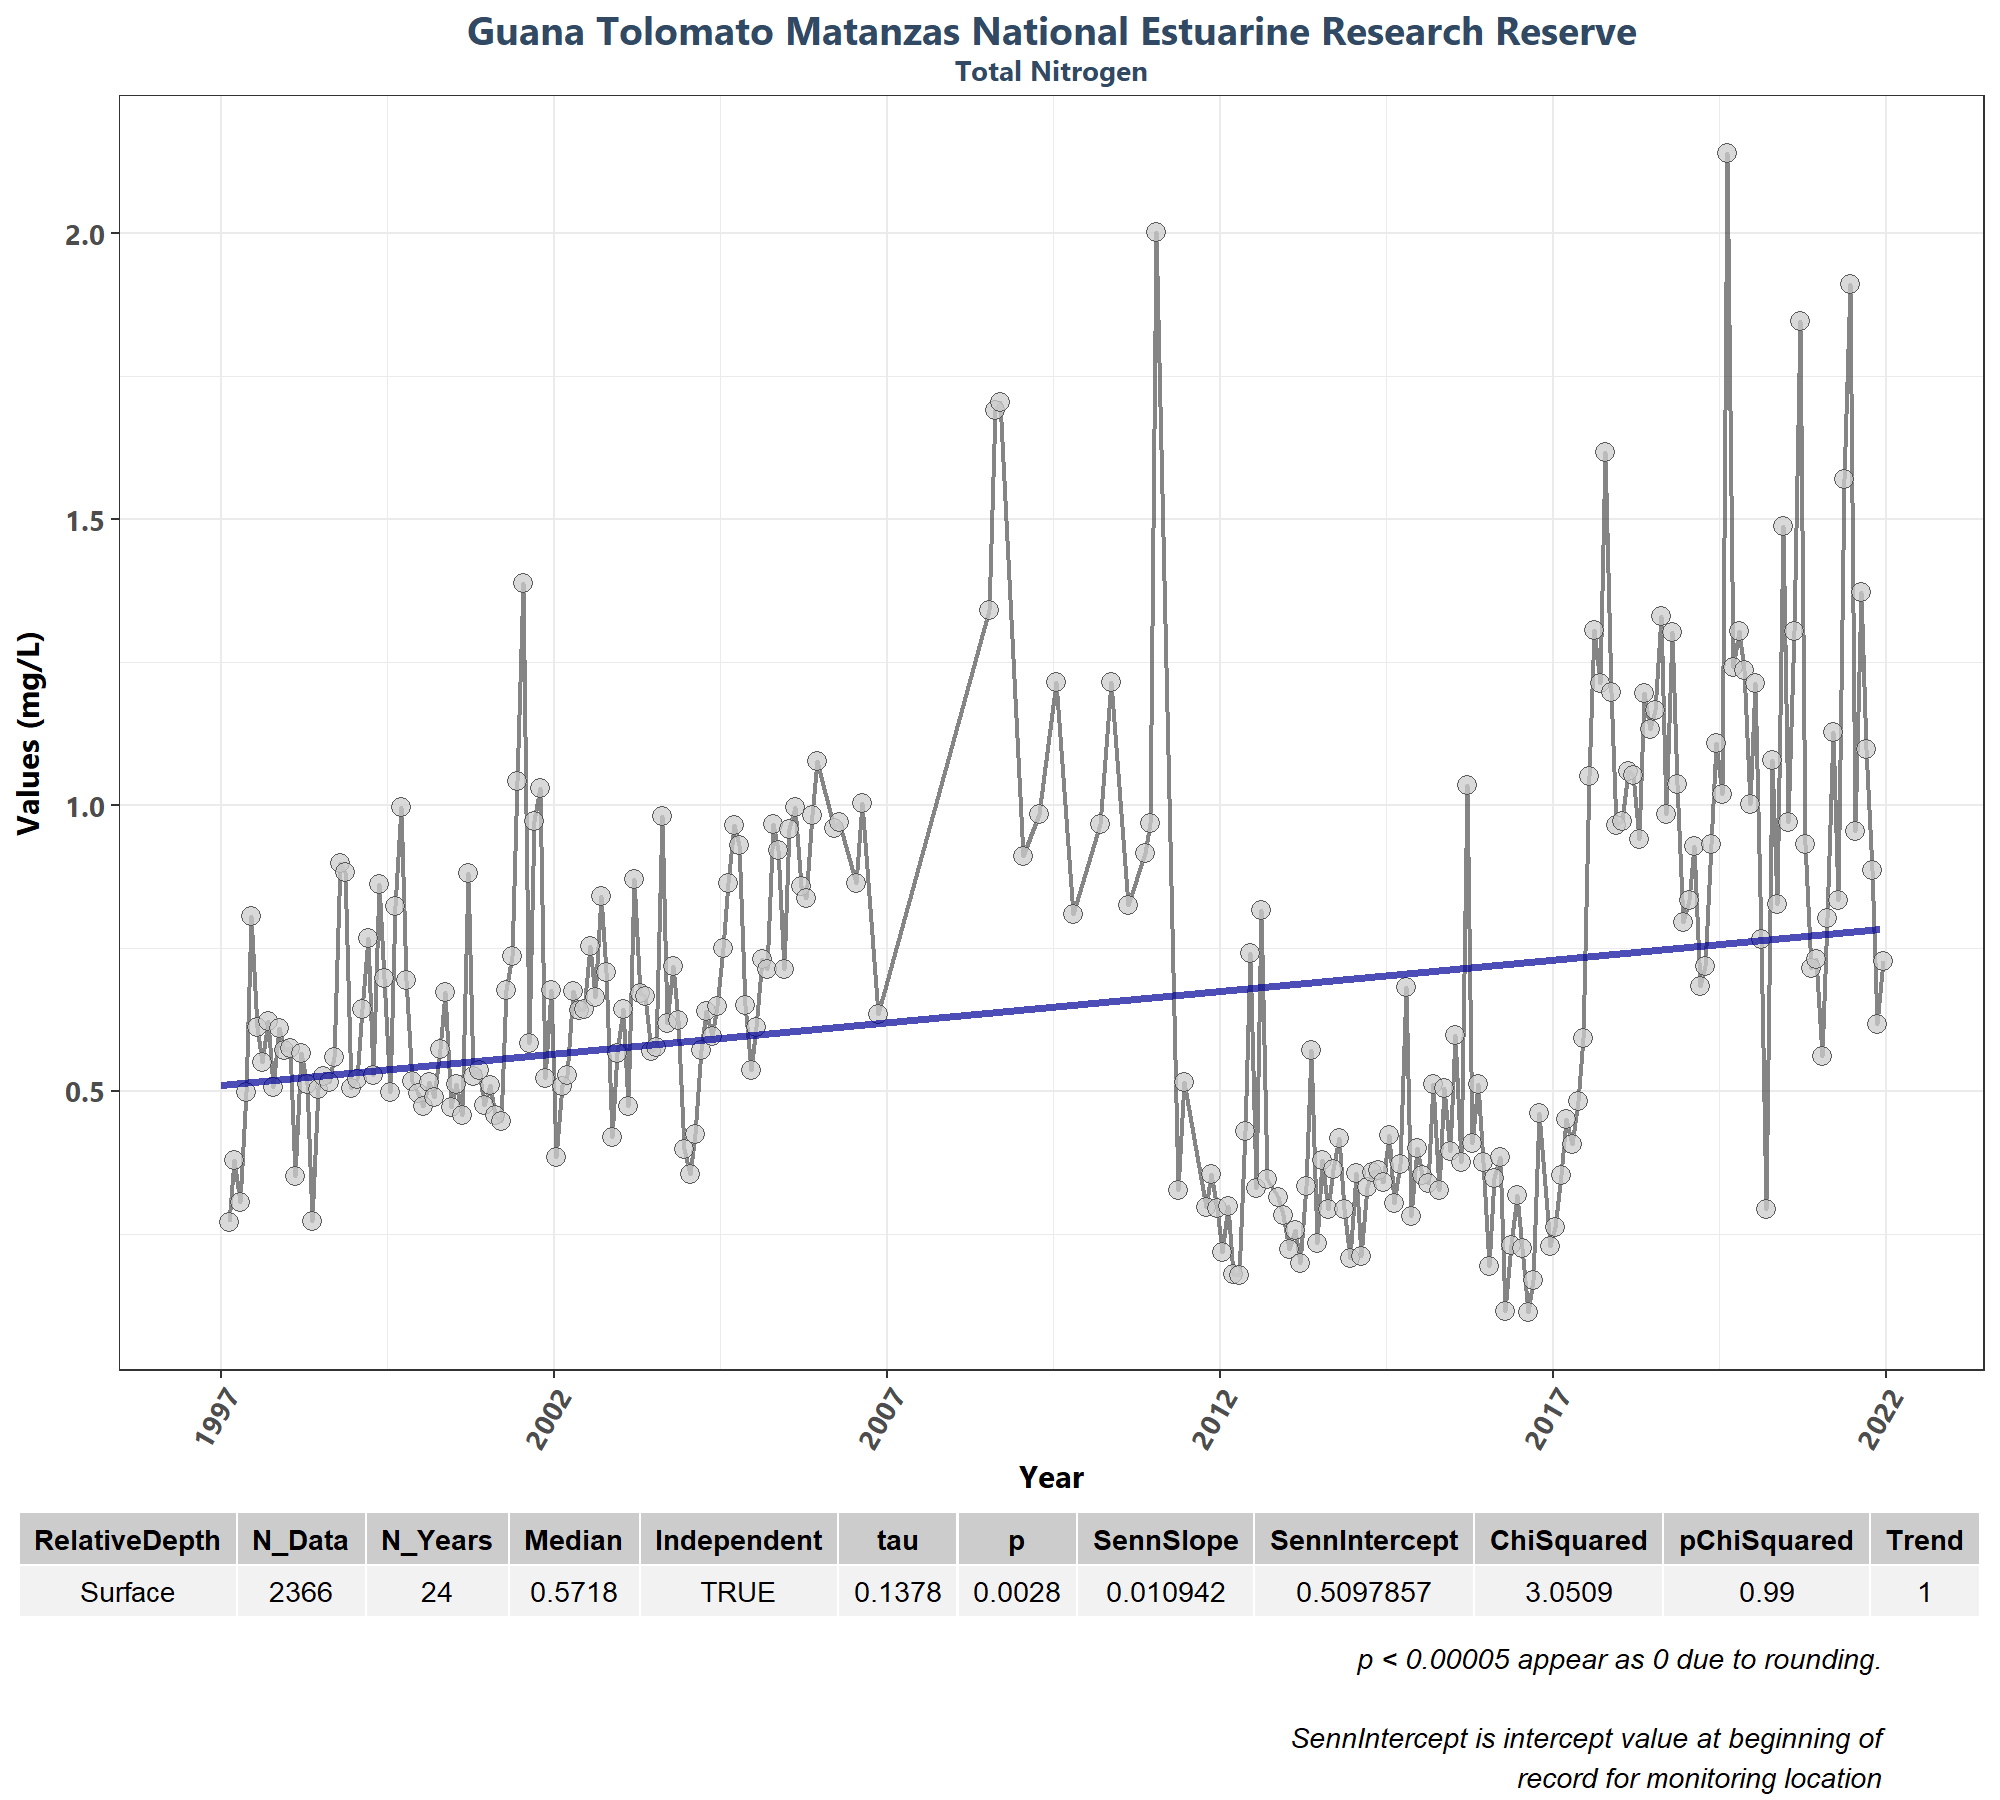 Guana Tolomato Matanzas National Estuarine Research Reserve
Total Nitrogen
Values (mg/L)
2.0
1.5
1.0
0.5
1997 2002 2007 2012 2017 2022
Year
RelativeDepth N_Data N_Years Median Independent tau p SennSlope SennIntercept ChiSquared pChiSquared Trend
Surface 2366 24 0.5718 TRUE 0.1378 0.0028 0.010942 0.5097857 3.0509 0.99 1
p < 0.00005 appear as 0 due to rounding.
SennIntercept is intercept value at beginning of
record for monitoring location